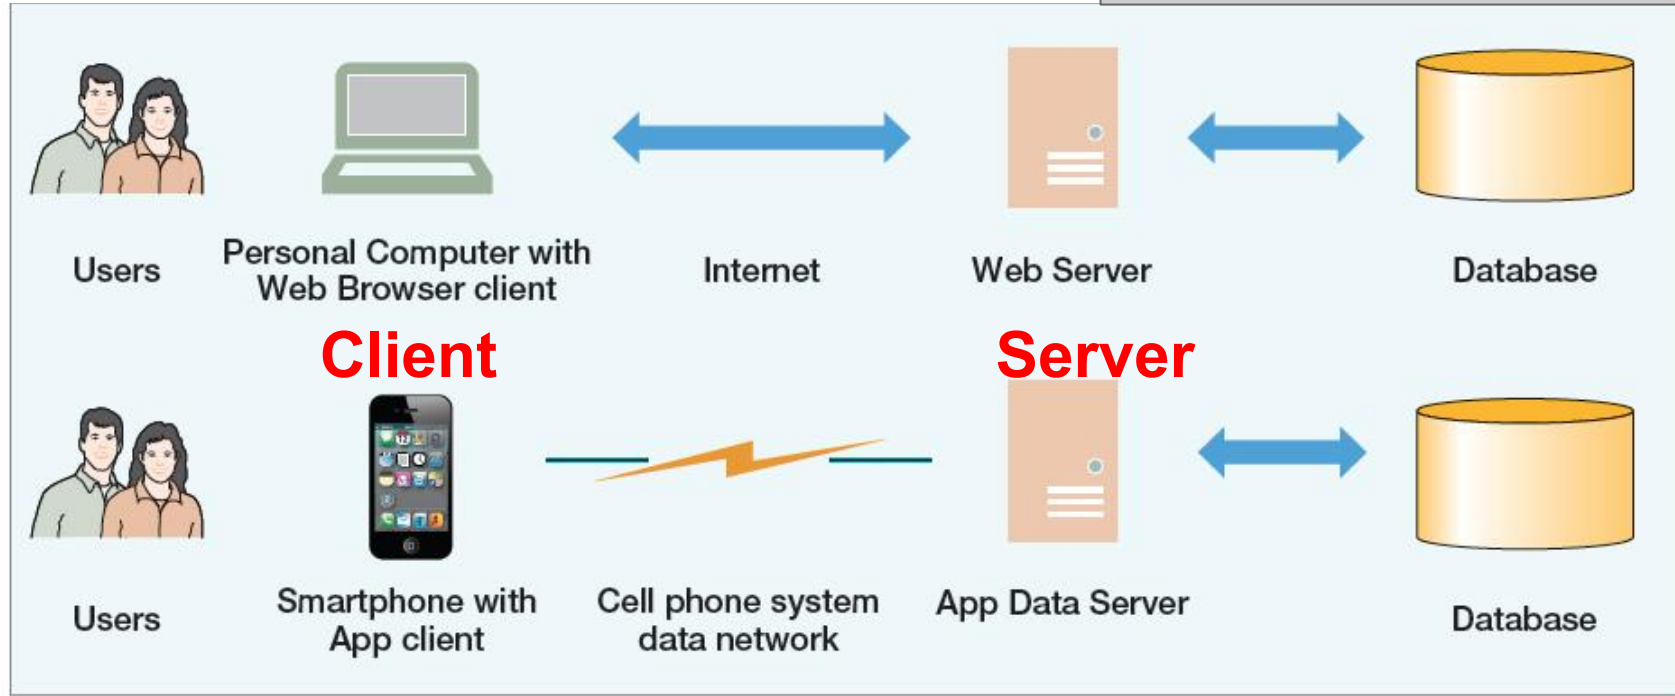 Users
Personal Computer with
Web Browser client
Internet
Web Server
Database
Client
Server
Users
Smartphone with
App client
Cell phone system
data network
App Data Server
Database